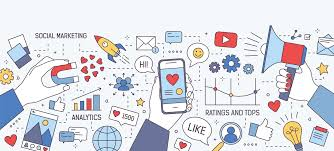 SOCIAL MARKETING
HI!
ANALYTICS
1500
RATINGS AND TOPS
LIKE